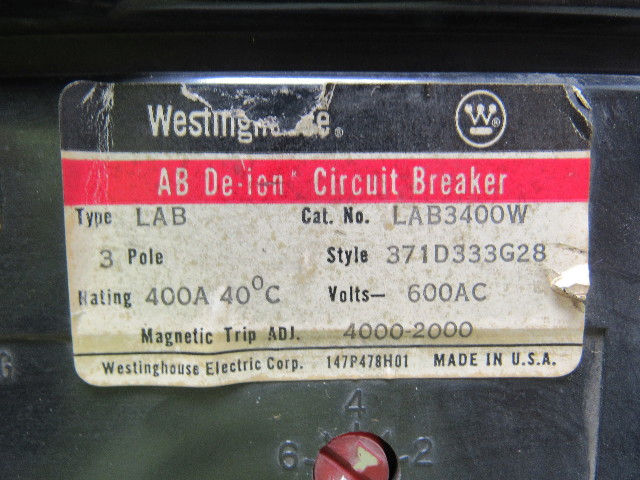 Westinghouse®
W®
AB De-ion® Circuit Breaker
Type LAB Cat. No. LAB3400W
3 Pole Style 371D333G28
Rating 400A 40°C Volts- 600AC
Magnetic Trip ADJ. 4000-2000
Westinghouse Electric Corp. 147P478H01 MADE IN U.S.A.
G
4
6 2